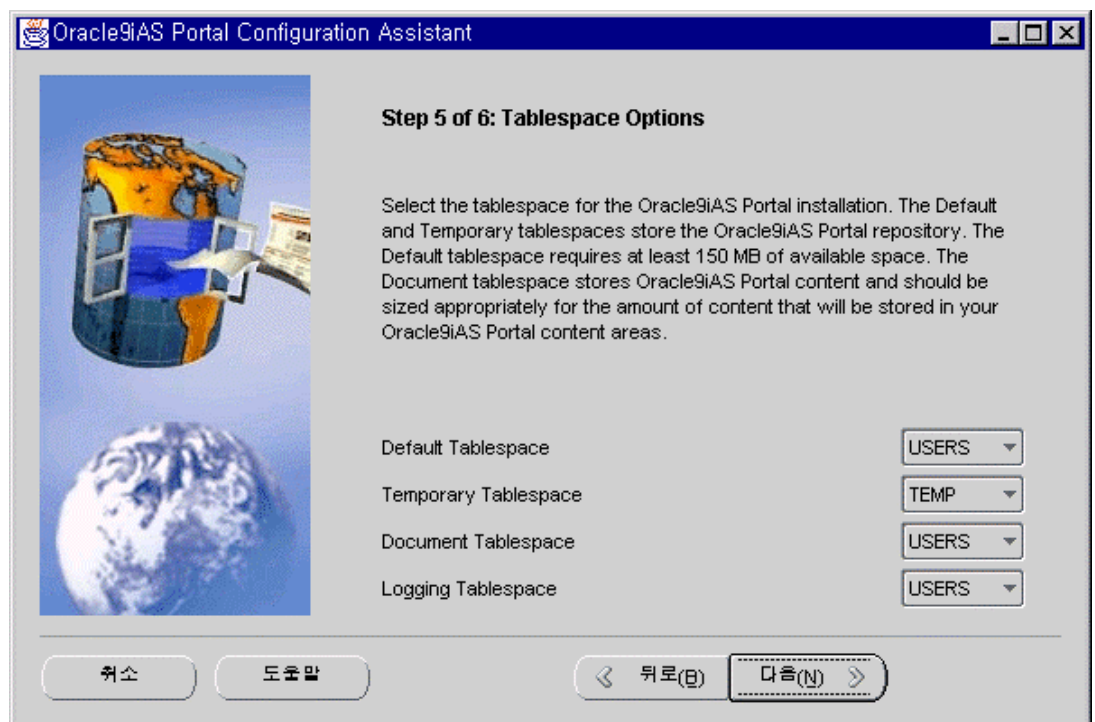 Oracle9iAS Portal Configuration Assistant
Step 5 of 6: Tablespace Options
Select the tablespace for the Oracle9iAS Portal installation. The Default
and Temporary tablespaces store the Oracle9iAS Portal repository. The
Default tablespace requires at least 150 MB of available space. The
Document tablespace stores Oracle9iAS Portal content and should be
sized appropriately for the amount of content that will be stored in your
Oracle9iAS Portal content areas.
Default Tablespace USERS
Temporary Tablespace TEMP
Document Tablespace USERS
Logging Tablespace USERS
취소 도움말 뒤로(B) 다음(N)